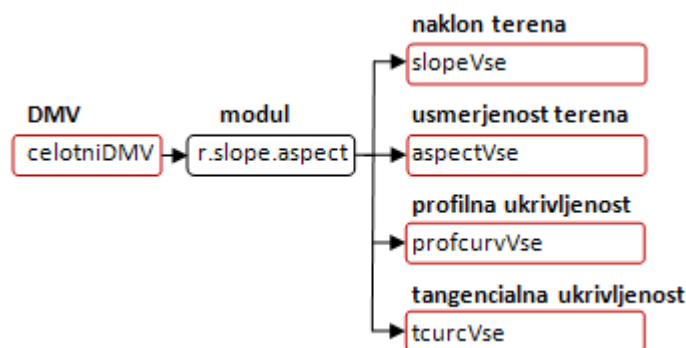 naklon terena
slopeVse
DMV
modul
usmerjenost terena
celotniDMV
r.slope.aspect
aspectVse
profilna ukrivljenost
profcurvVse
tangencialna ukrivljenost
tcurcVse